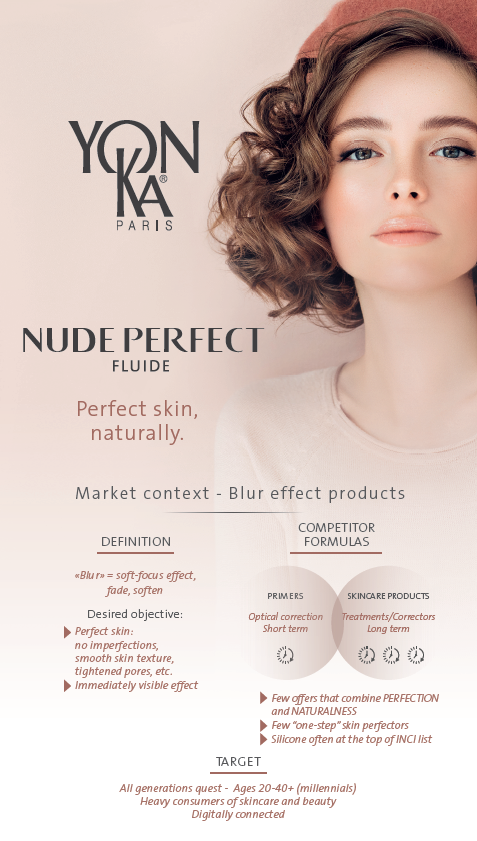 YON
KA®
PARIS
NUDE PERFECT
FLUIDE
Perfect skin,
naturally.
Market context - Blur effect products
DEFINITION
«Blur» = soft-focus effect,
fade, soften
Desired objective:
Perfect skin:
no imperfections,
smooth skin texture,
tightened pores, etc.
Immediately visible effect
COMPETITOR
FORMULAS
PRIMERS
Optical correction
Short term
SKINCARE PRODUCTS
Treatments/Correctors
Long term
Few offers that combine PERFECTION
and NATURALNESS
Few "one-step" skin perfectors
Silicone often at the top of INCI list
TARGET
All generations quest - Ages 20-40+ (millennials)
Heavy consumers of skincare and beauty
Digitally connected